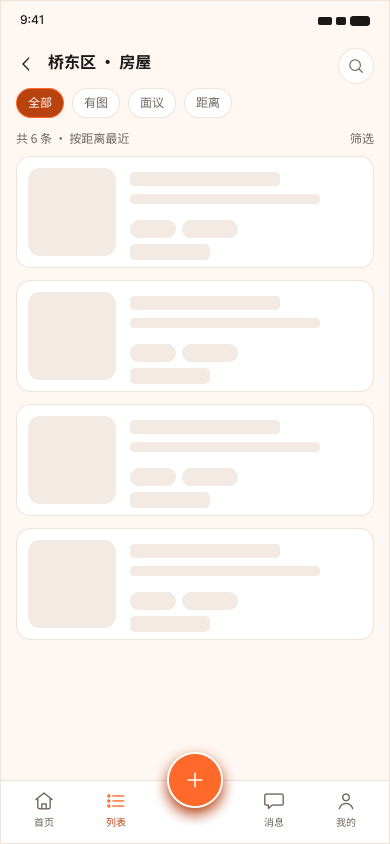 9:41
桥东区 · 房屋
全部 有图 面议 距离
共 6 条 · 按距离最近 筛选
首页 列表 消息 我的